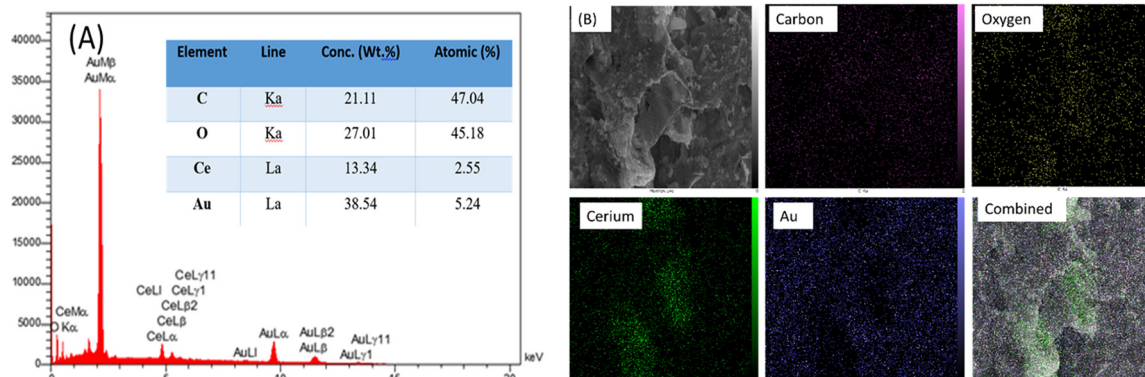 (A)
AuMβ
AuMα
40000
35000
30000
25000
20000
15000
10000
5000
0
Element Line Conc. (Wt.%) Atomic (%)
C Ka 21.11 47.04
O Ka 27.01 45.18
Ce La 13.34 2.55
Au La 38.54 5.24
CeMα
O Kα
CeLl
CeLγ11
CeLγ1
CeLβ2
CeLβ
CeLα
AuLl
AuLα
AuLβ2
AuLβ
AuLγ11
AuLγ1
0 5 10 15 20
keV
(B)
Carbon
Oxygen
Cerium
Au
Combined